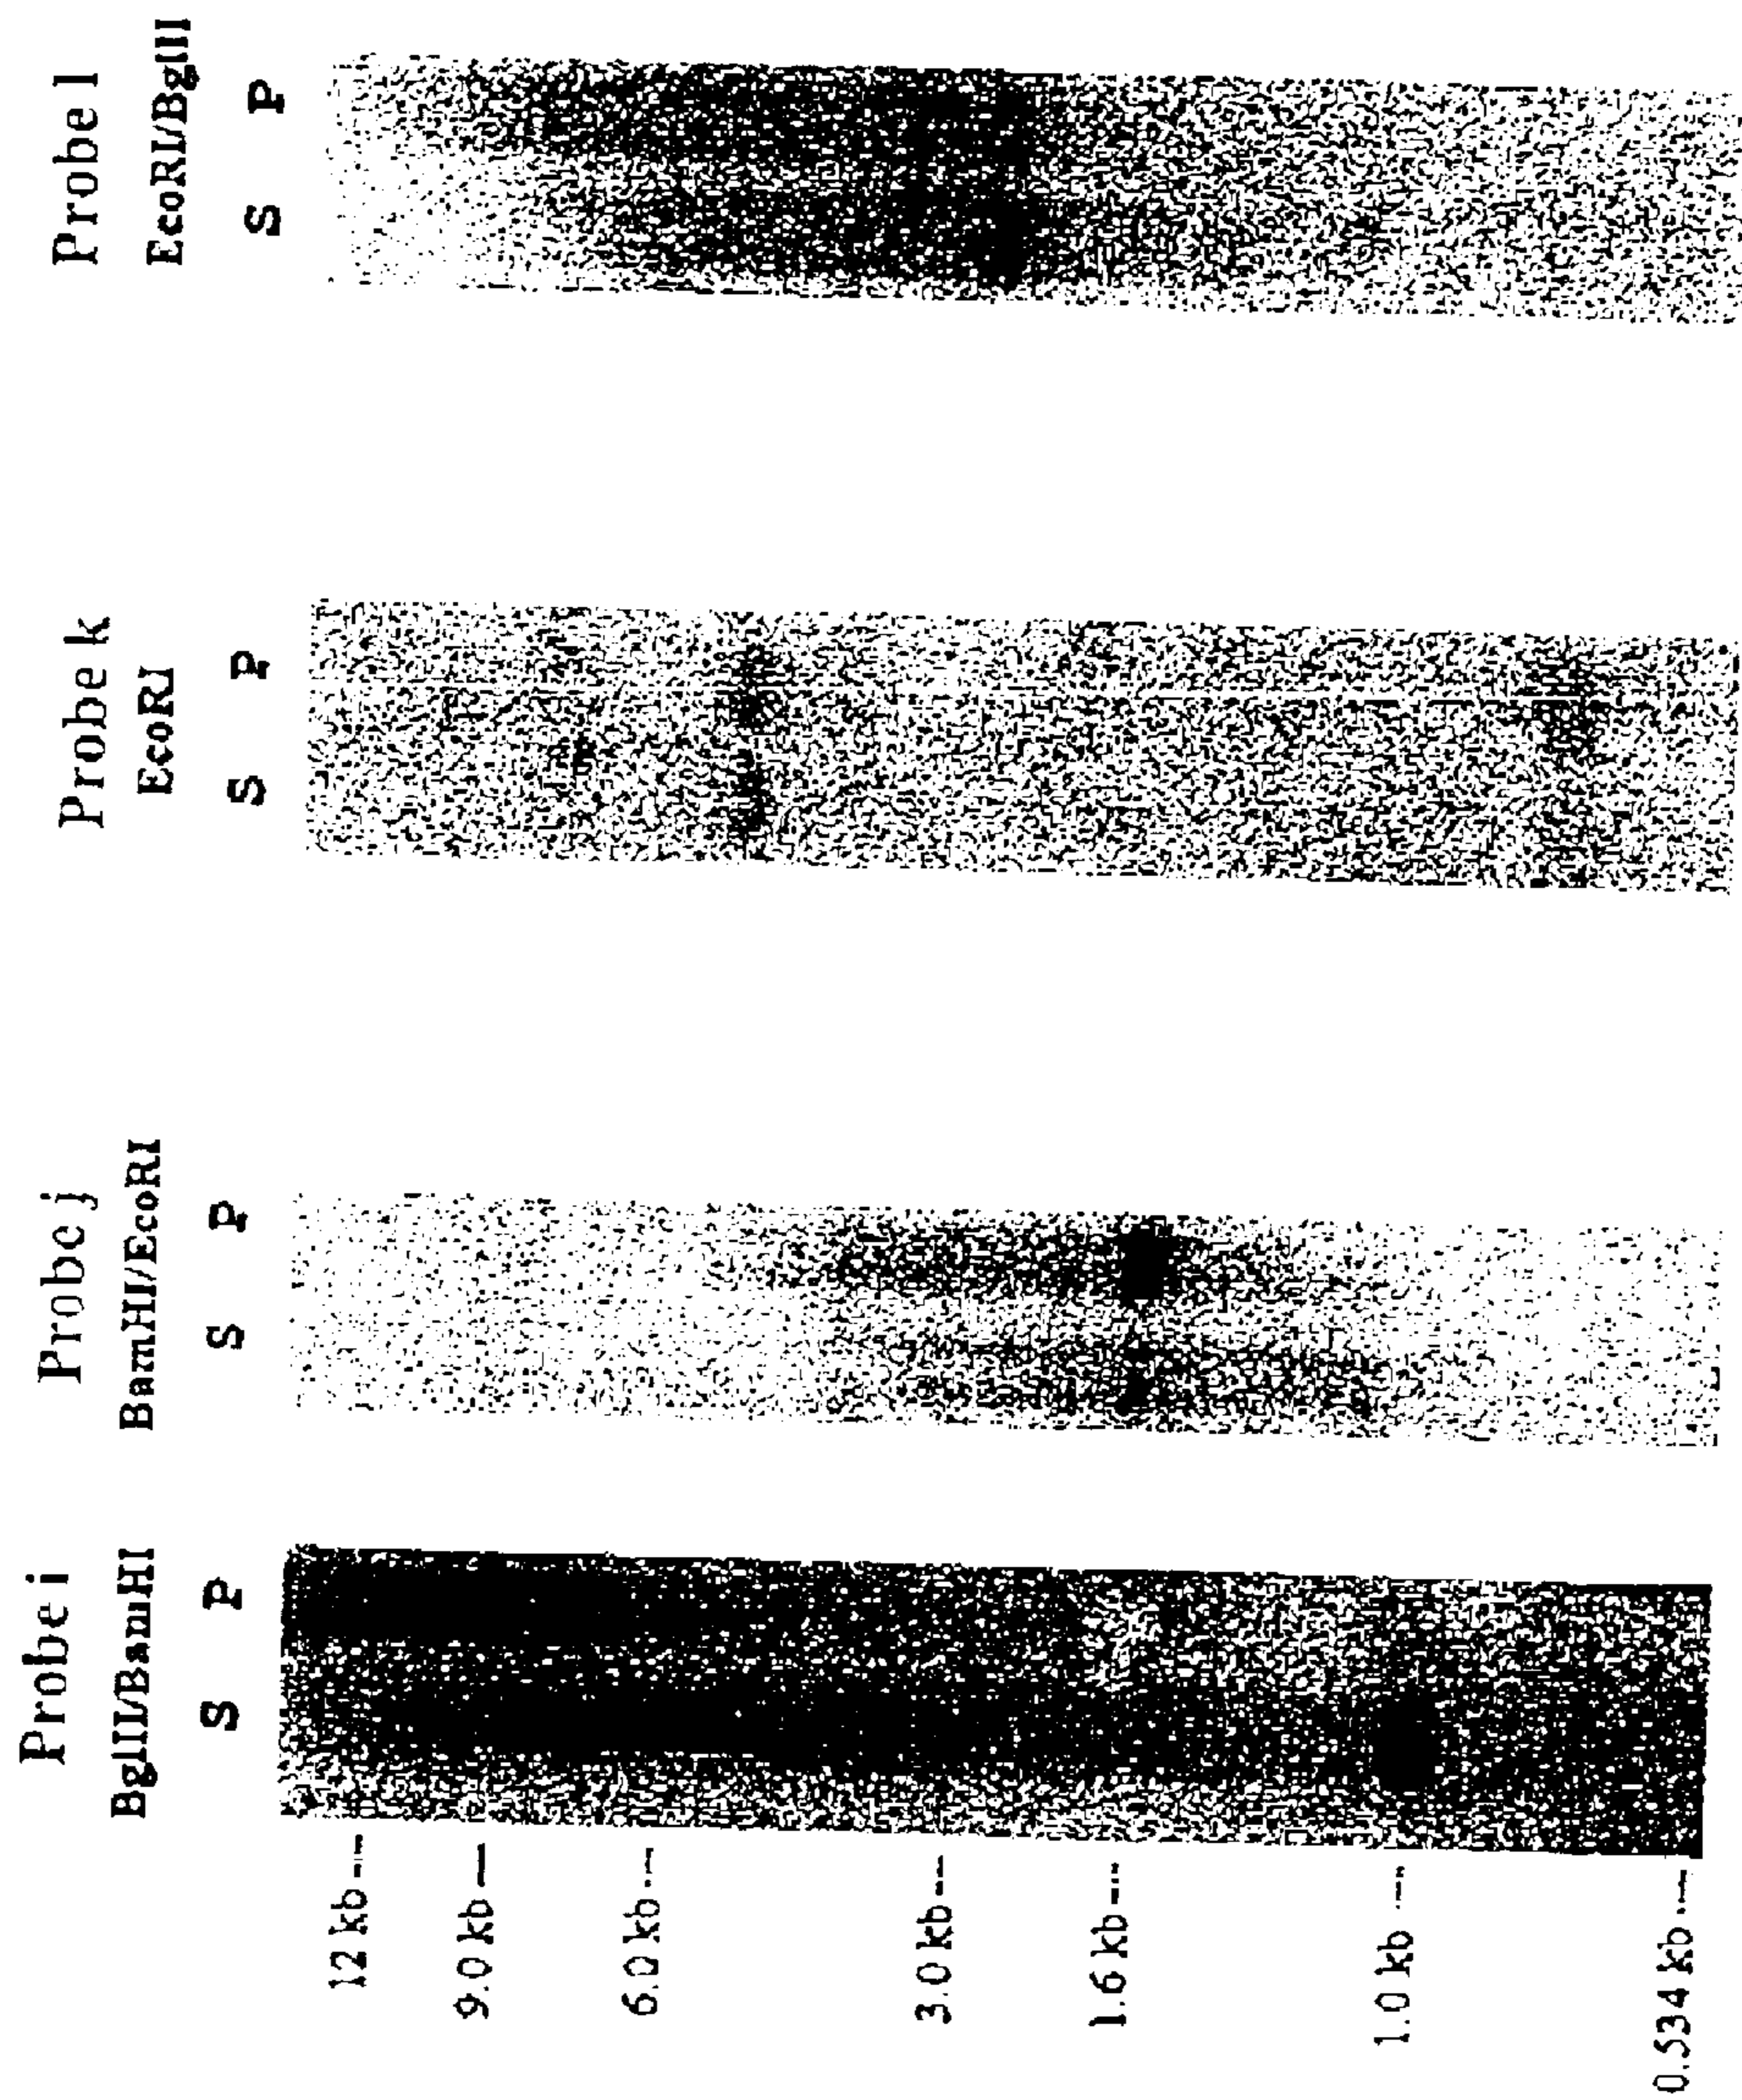 Probe i
BglII/BamHI
S P
Probe j
BamHI/EcoRI
S P
Probe k
EcoRI
S P
Probe l
EcoRI/BglII
S P
12 kb
9.0 kb
6.0 kb
3.0 kb
1.6 kb
1.0 kb
0.534 kb